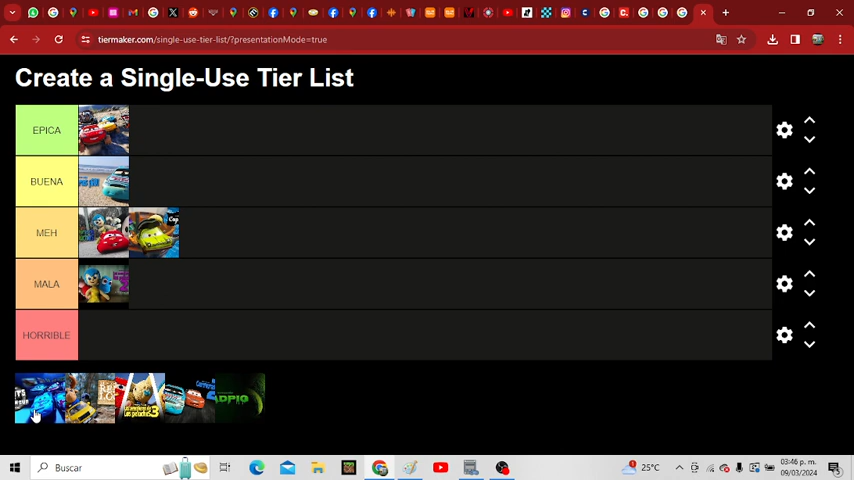 tiermaker.com/single-use-tier-list/?presentationMode=true
Create a Single-Use Tier List
EPICA
BUENA
MEH
MALA
HORRIBLE
3
Buscar
25°C
03:46 p. m.
09/03/2024